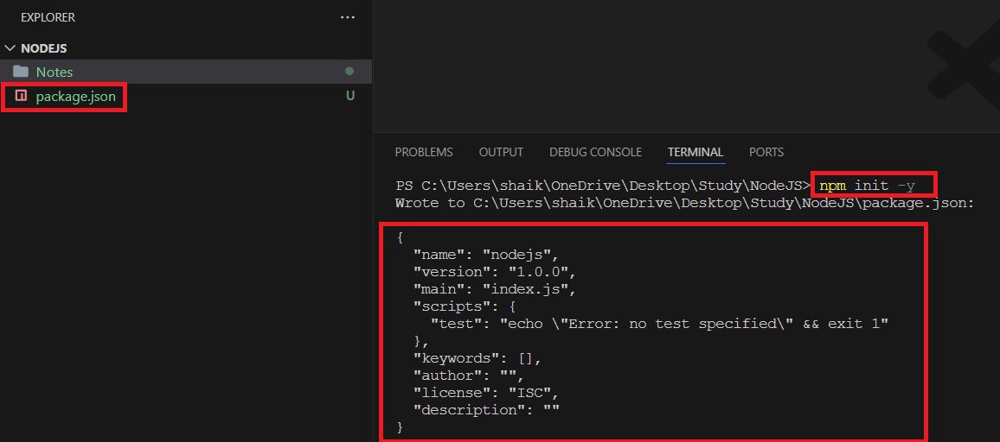 EXPLORER ...
NODEJS
Notes
package.json U
PROBLEMS OUTPUT DEBUG CONSOLE TERMINAL PORTS
PS C:\Users\shaik\OneDrive\Desktop\Study\NodeJS> npm init -y
Wrote to C:\Users\shaik\OneDrive\Desktop\Study\NodeJS\package.json:
{
  "name": "nodejs",
  "version": "1.0.0",
  "main": "index.js",
  "scripts": {
    "test": "echo \"Error: no test specified\" && exit 1"
  },
  "keywords": [],
  "author": "",
  "license": "ISC",
  "description": ""
}